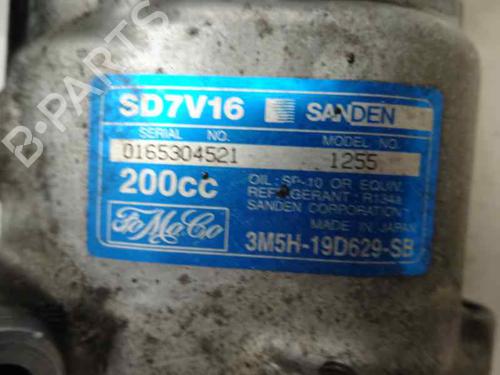 SD7V16 SANDEN
SERIAL NO. MODEL NO.
0165304521 1255
200cc OIL : SP-10 OR EQUIV.
REFRIGERANT : R134a
SANDEN CORPORATION
MADE IN JAPAN
FoMoCo 3M5H-19D629-SB